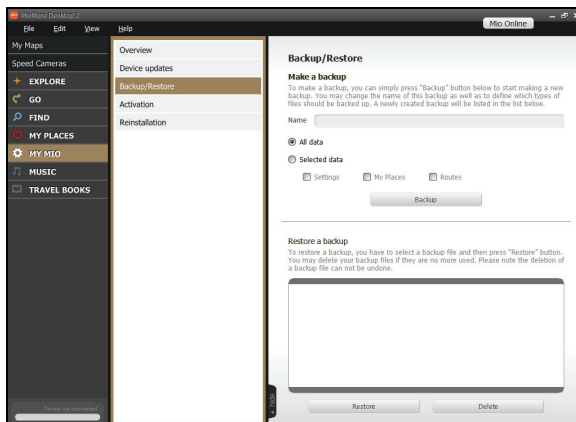 MioMore Desktop 2
File Edit View Help
Mio Online
My Maps
Speed Cameras
EXPLORE
GO
FIND
MY PLACES
MY MIO
MUSIC
TRAVEL BOOKS
Device not connected
Overview
Device updates
Backup/Restore
Activation
Reinstallation
hide
Backup/Restore
Make a backup
To make a backup, you can simply press "Backup" button below to start making a new
backup. You may change the name of this backup as well as to define which types of
files should be backed up. A newly created backup will be listed in the list below.
Name
All data
Selected data
Settings My Places Routes
Backup
Restore a backup
To restore a backup, you have to select a backup file and then press "Restore" button.
You may delete your backup files if they are no more used. Please note the deletion of
a backup file can not be undone.
Restore Delete